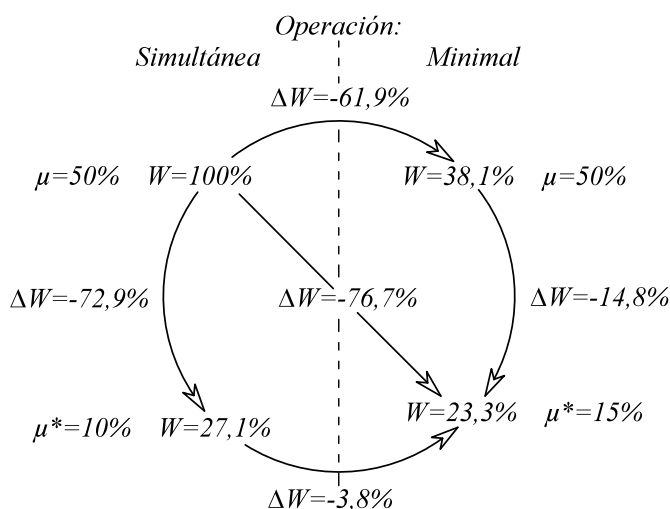 Operación:
Simultánea Minimal
ΔW=-61,9%
μ=50% W=100% W=38,1% μ=50%
ΔW=-72,9% ΔW=-76,7% ΔW=-14,8%
μ*=10% W=27,1% W=23,3% μ*=15%
ΔW=-3,8%